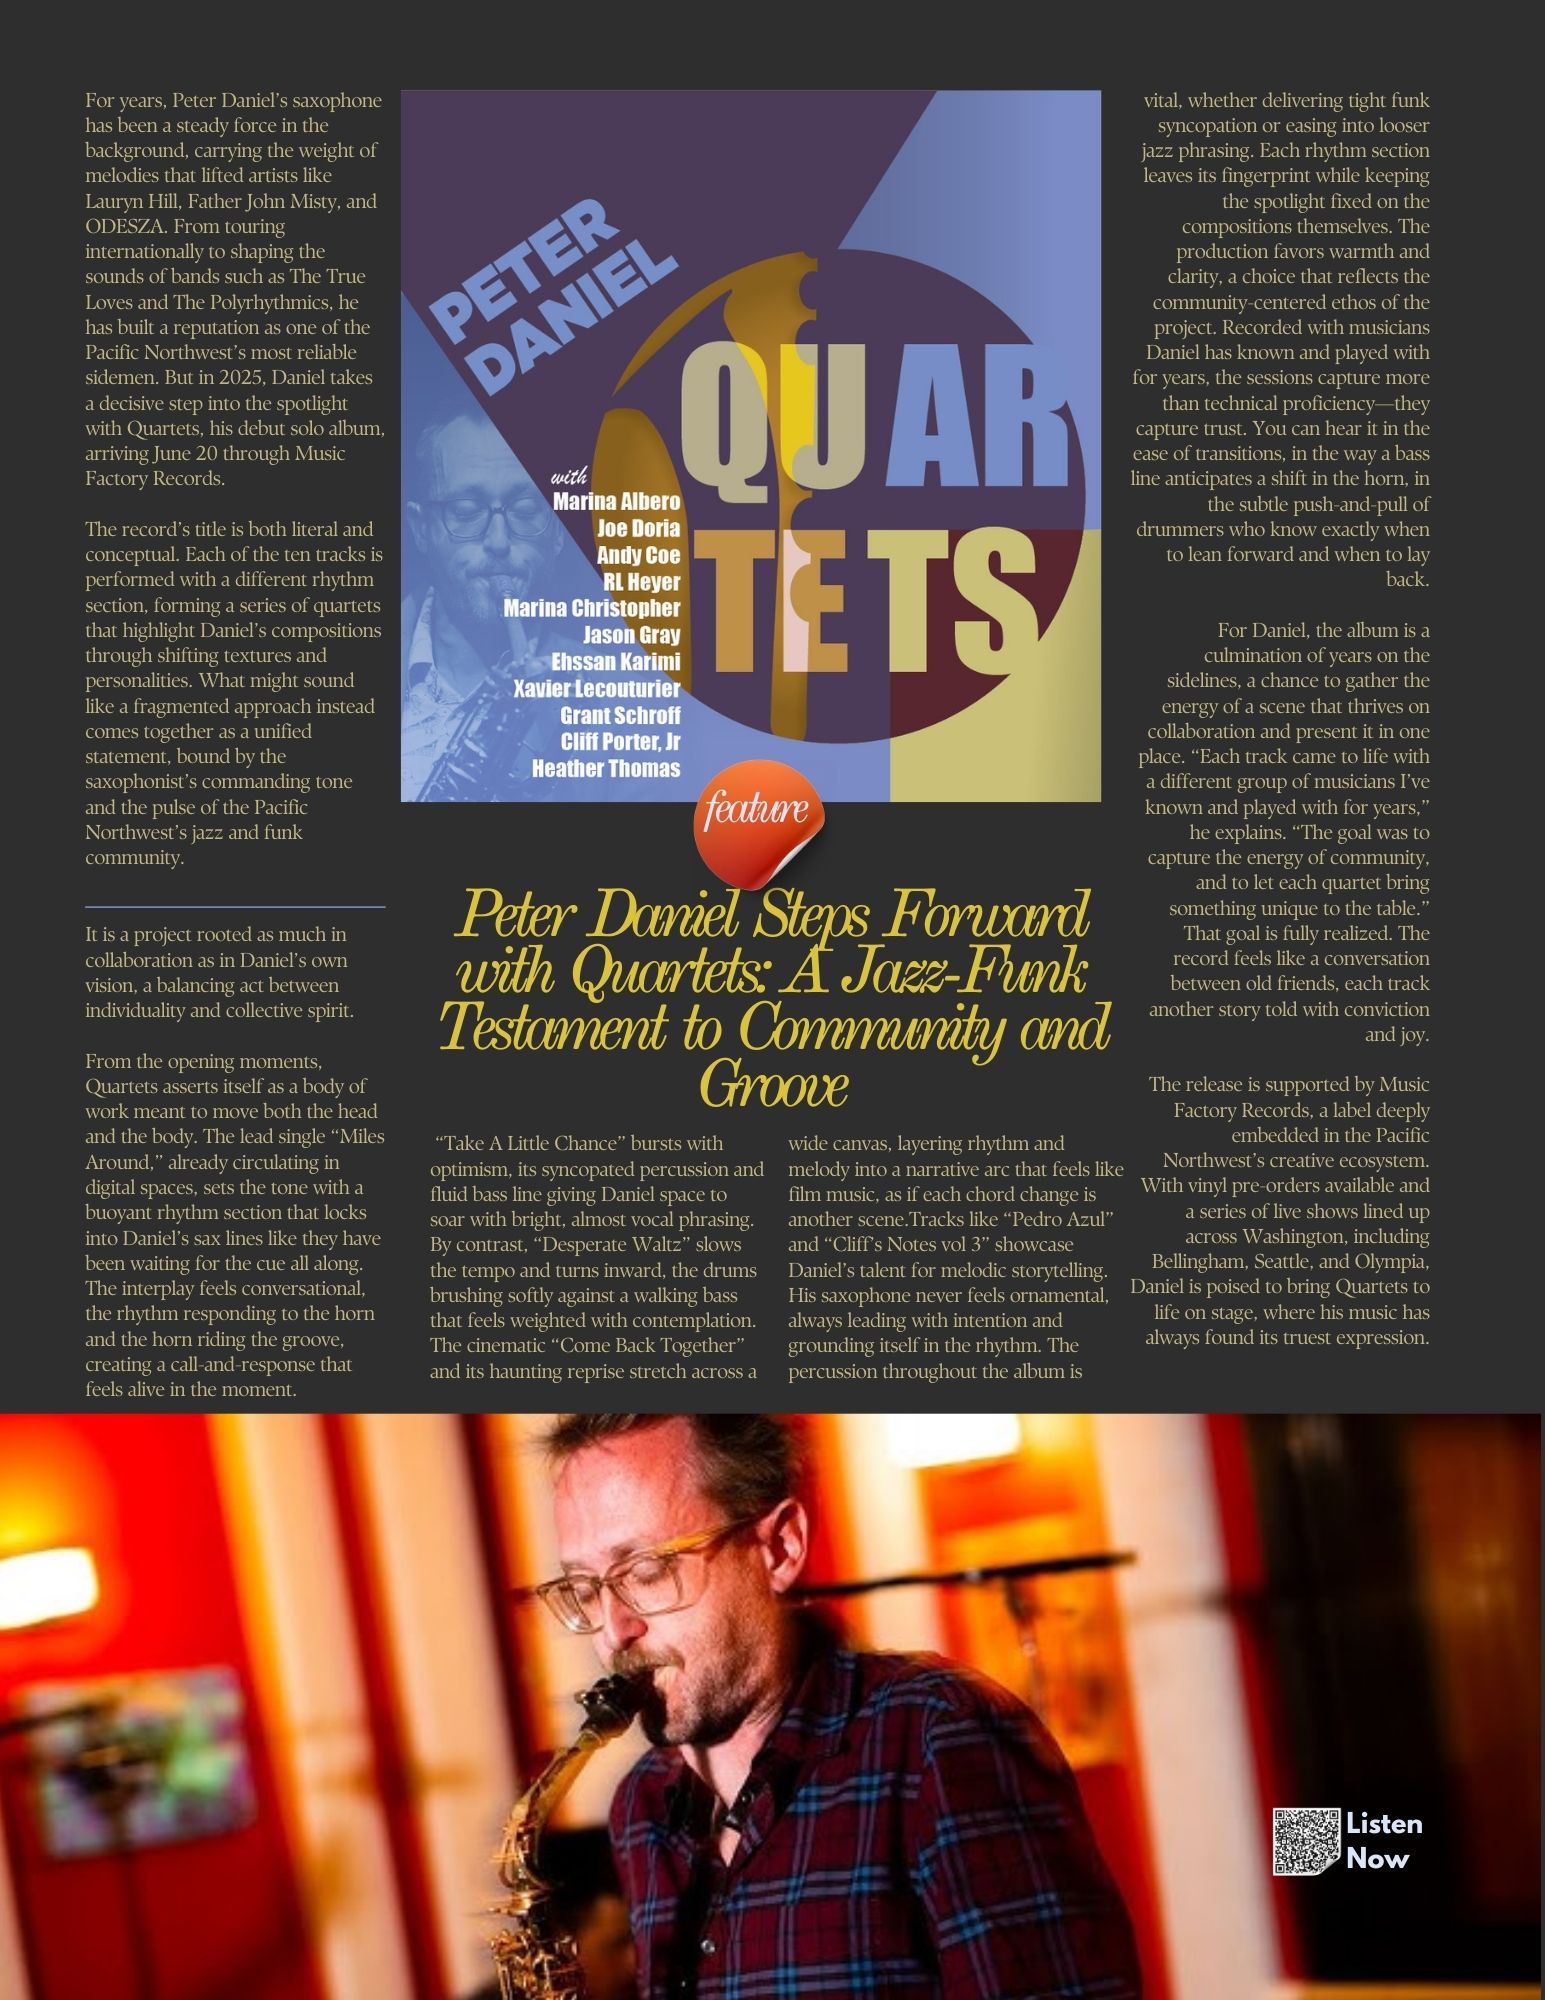 For years, Peter Daniel’s saxophone
has been a steady force in the
background, carrying the weight of
melodies that lifted artists like
Lauryn Hill, Father John Misty, and
ODESZA. From touring
internationally to shaping the
sounds of bands such as The True
Loves and The Polyrhythmics, he
has built a reputation as one of the
Pacific Northwest’s most reliable
sidemen. But in 2025, Daniel takes
a decisive step into the spotlight
with Quartets, his debut solo album,
arriving June 20 through Music
Factory Records.
The record’s title is both literal and
conceptual. Each of the ten tracks is
performed with a different rhythm
section, forming a series of quartets
that highlight Daniel’s compositions
through shifting textures and
personalities. What might sound
like a fragmented approach instead
comes together as a unified
statement, bound by the
saxophonist’s commanding tone
and the pulse of the Pacific
Northwest’s jazz and funk
community.
It is a project rooted as much in
collaboration as in Daniel’s own
vision, a balancing act between
individuality and collective spirit.
From the opening moments,
Quartets asserts itself as a body of
work meant to move both the head
and the body. The lead single “Miles
Around,” already circulating in
digital spaces, sets the tone with a
buoyant rhythm section that locks
into Daniel’s sax lines like they have
been waiting for the cue all along.
The interplay feels conversational,
the rhythm responding to the horn
and the horn riding the groove,
creating a call-and-response that
feels alive in the moment.
PETER
DANIEL
QUAR
TETS
with
Marina Albero
Joe Doria
Andy Coe
RL Heyer
Marina Christopher
Jason Gray
Ehssan Karimi
Xavier Lecouturier
Grant Schroff
Cliff Porter, Jr
Heather Thomas
feature
Peter Daniel Steps Forward
with Quartets: A Jazz-Funk
Testament to Community and
Groove
“Take A Little Chance” bursts with
optimism, its syncopated percussion and
fluid bass line giving Daniel space to
soar with bright, almost vocal phrasing.
By contrast, “Desperate Waltz” slows
the tempo and turns inward, the drums
brushing softly against a walking bass
that feels weighted with contemplation.
The cinematic “Come Back Together”
and its haunting reprise stretch across a
wide canvas, layering rhythm and
melody into a narrative arc that feels like
film music, as if each chord change is
another scene.Tracks like “Pedro Azul”
and “Cliff’s Notes vol 3” showcase
Daniel’s talent for melodic storytelling.
His saxophone never feels ornamental,
always leading with intention and
grounding itself in the rhythm. The
percussion throughout the album is
vital, whether delivering tight funk
syncopation or easing into looser
jazz phrasing. Each rhythm section
leaves its fingerprint while keeping
the spotlight fixed on the
compositions themselves. The
production favors warmth and
clarity, a choice that reflects the
community-centered ethos of the
project. Recorded with musicians
Daniel has known and played with
for years, the sessions capture more
than technical proficiency—they
capture trust. You can hear it in the
ease of transitions, in the way a bass
line anticipates a shift in the horn, in
the subtle push-and-pull of
drummers who know exactly when
to lean forward and when to lay
back.
For Daniel, the album is a
culmination of years on the
sidelines, a chance to gather the
energy of a scene that thrives on
collaboration and present it in one
place. “Each track came to life with
a different group of musicians I’ve
known and played with for years,”
he explains. “The goal was to
capture the energy of community,
and to let each quartet bring
something unique to the table.”
That goal is fully realized. The
record feels like a conversation
between old friends, each track
another story told with conviction
and joy.
The release is supported by Music
Factory Records, a label deeply
embedded in the Pacific
Northwest’s creative ecosystem.
With vinyl pre-orders available and
a series of live shows lined up
across Washington, including
Bellingham, Seattle, and Olympia,
Daniel is poised to bring Quartets to
life on stage, where his music has
always found its truest expression.
Listen
Now